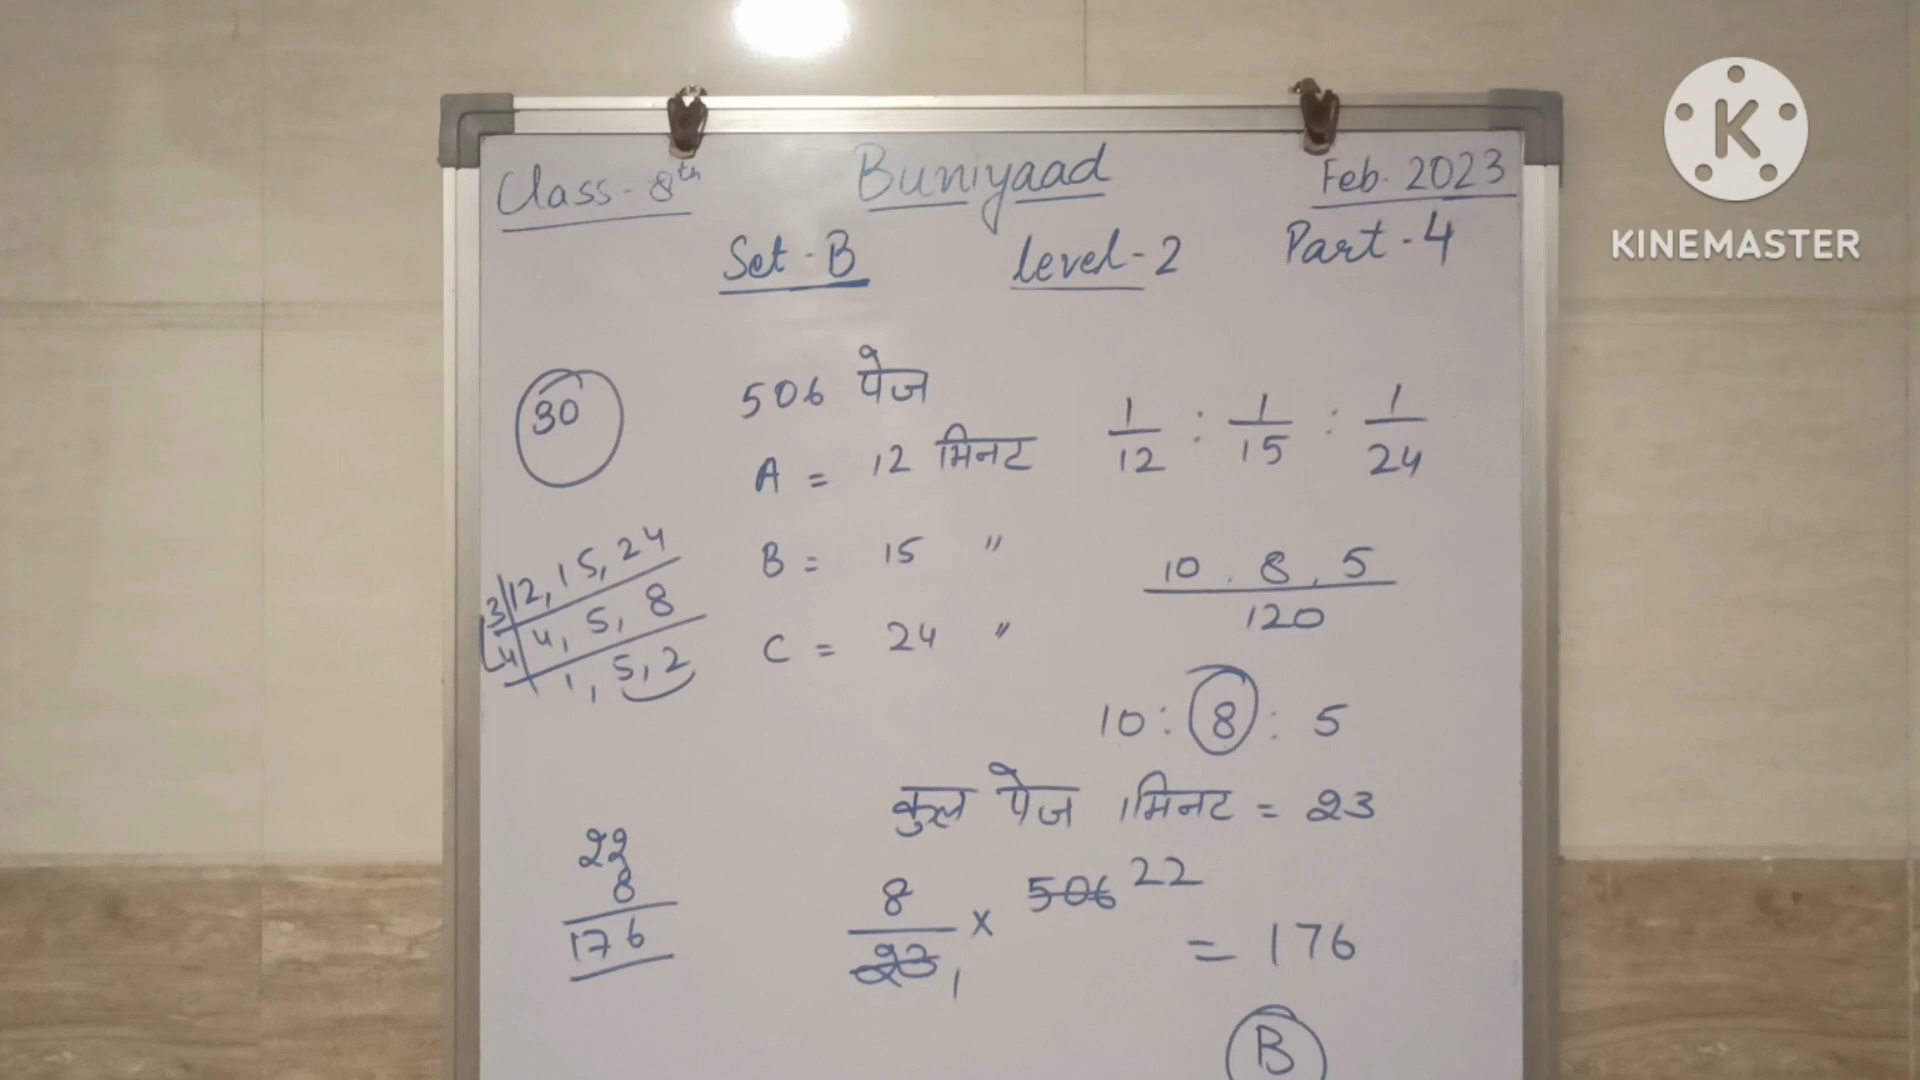 Class - 8th Buniyaad Feb. 2023
Set - B Level - 2 Part - 4
K
KINEMASTER
30
506 पेज
A = 12 मिनट
B = 15 "
C = 24 "
1/12 : 1/15 : 1/24
10, 8, 5
120
10 : 8 : 5
3 | 12, 15, 24
4 | 4, 5, 8
1, 5, 2
कुल पेज 1 मिनट = 23
22
8
176
8/23 1 × 506 22 = 176
B